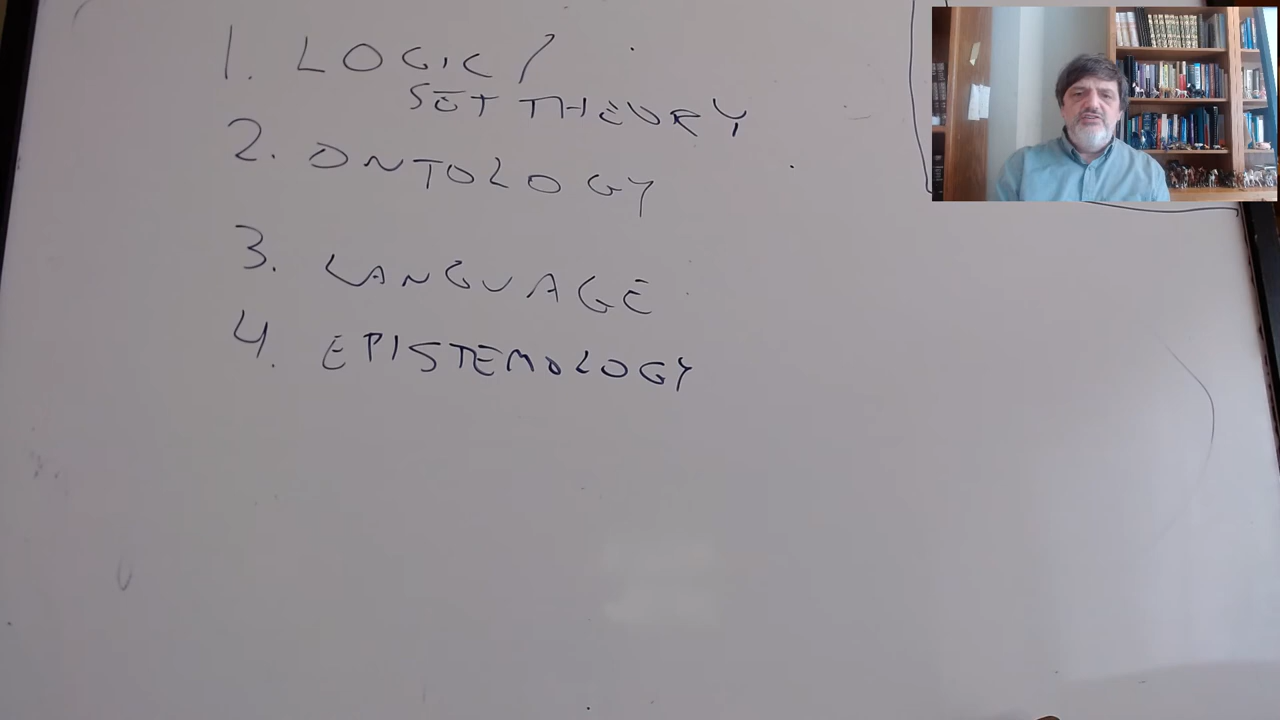 1. LOGIC /
SET THEORY
2. ONTOLOGY
3. LANGUAGE
4. EPISTEMOLOGY